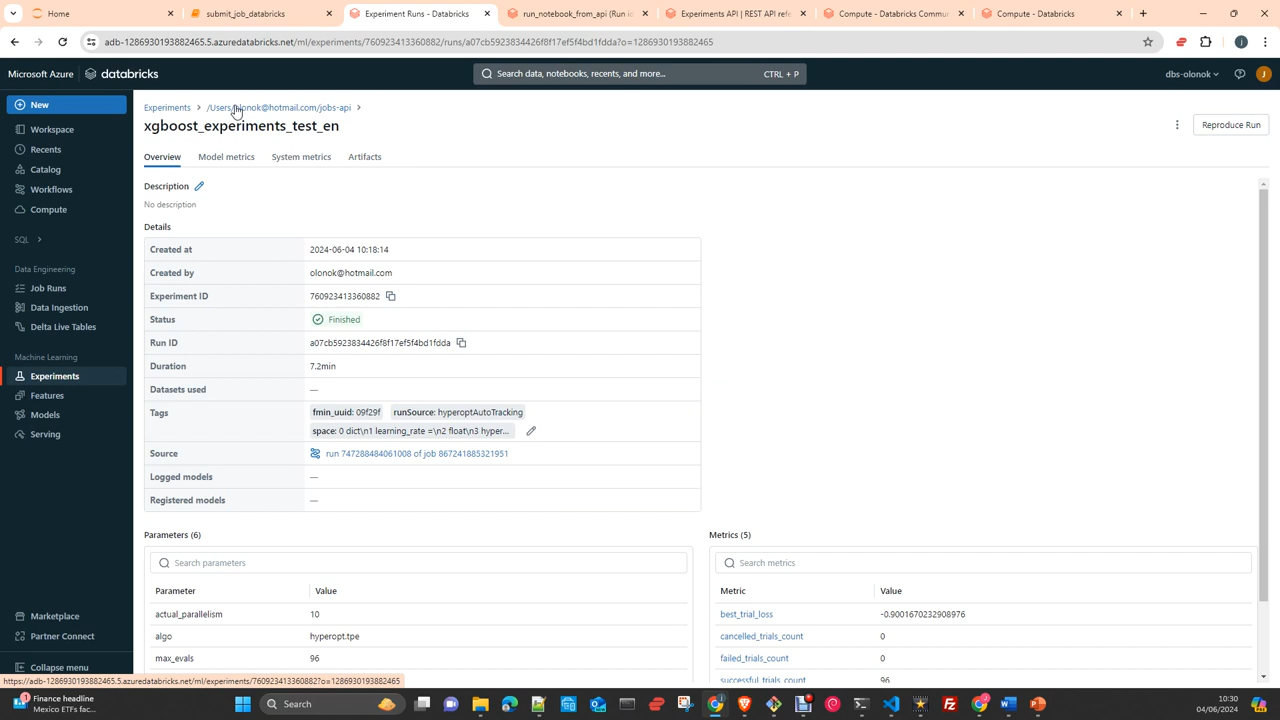 Home
submit_job_databricks
Experiment Runs - Databricks
run_notebook_from_api (Run id
Experiments API | REST API refe
Compute - Databricks Commu
Compute - Databricks
adb-1286930193882465.5.azuredatabricks.net/ml/experiments/760923413360882/runs/a07cb5923834426f8f17ef5f4bd1fdda?o=1286930193882465
Microsoft Azure
databricks
Search data, notebooks, recents, and more...
CTRL + P
dbs-olonok
J
New
Workspace
Recents
Catalog
Workflows
Compute
SQL
Data Engineering
Job Runs
Data Ingestion
Delta Live Tables
Machine Learning
Experiments
Features
Models
Serving
Marketplace
Partner Connect
Collapse menu
Experiments > /Users/olonok@hotmail.com/jobs-api >
xgboost_experiments_test_en
Reproduce Run
Overview
Model metrics
System metrics
Artifacts
Description
No description
Details
Created at 2024-06-04 10:18:14
Created by olonok@hotmail.com
Experiment ID 760923413360882
Status Finished
Run ID a07cb5923834426f8f17ef5f4bd1fdda
Duration 7.2min
Datasets used —
Tags fmin_uuid: 09f29f runSource: hyperoptAutoTracking
space: 0 dict\n1 learning_rate =\n2 float\n3 hyper...
Source run 747288484061008 of job 867241885321951
Logged models —
Registered models —
Parameters (6)
Search parameters
Parameter Value
actual_parallelism 10
algo hyperopt.tpe
max_evals 96
Metrics (5)
Search metrics
Metric Value
best_trial_loss -0.9001670232908976
cancelled_trials_count 0
failed_trials_count 0
successful_trials_count 96
https://adb-1286930193882465.5.azuredatabricks.net/ml/experiments/760923413360882?o=1286930193882465
Finance headline
Mexico ETFs fac...
Search
10:30
04/06/2024